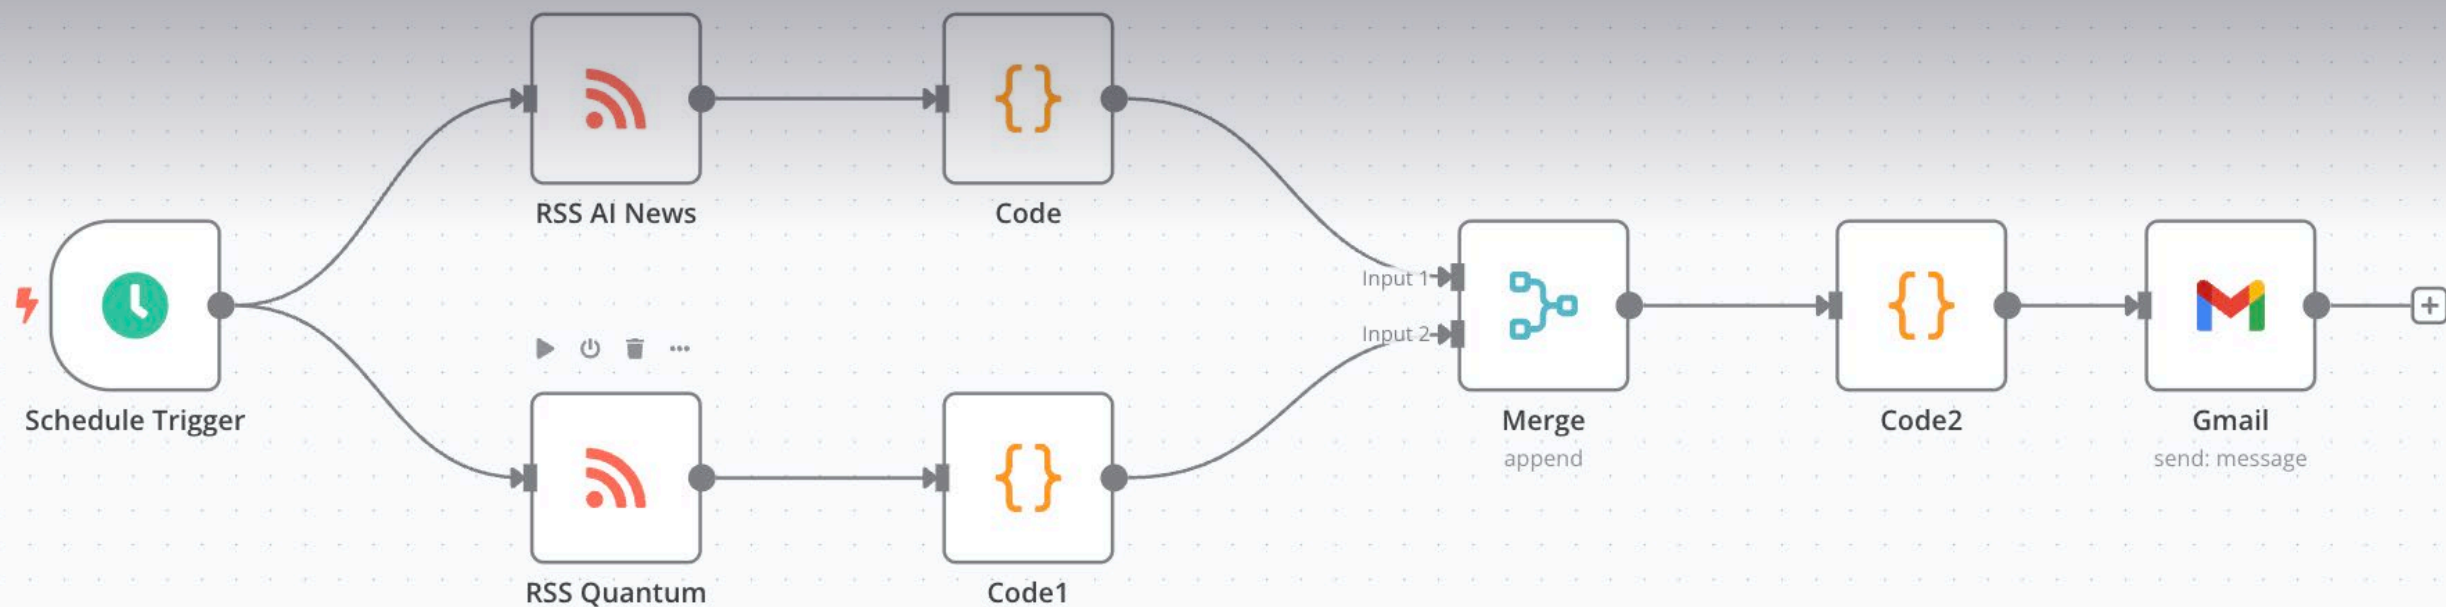 RSS AI News
Code
Input 1
Input 2
Schedule Trigger
Merge
append
Code2
Gmail
send: message
RSS Quantum
Code1